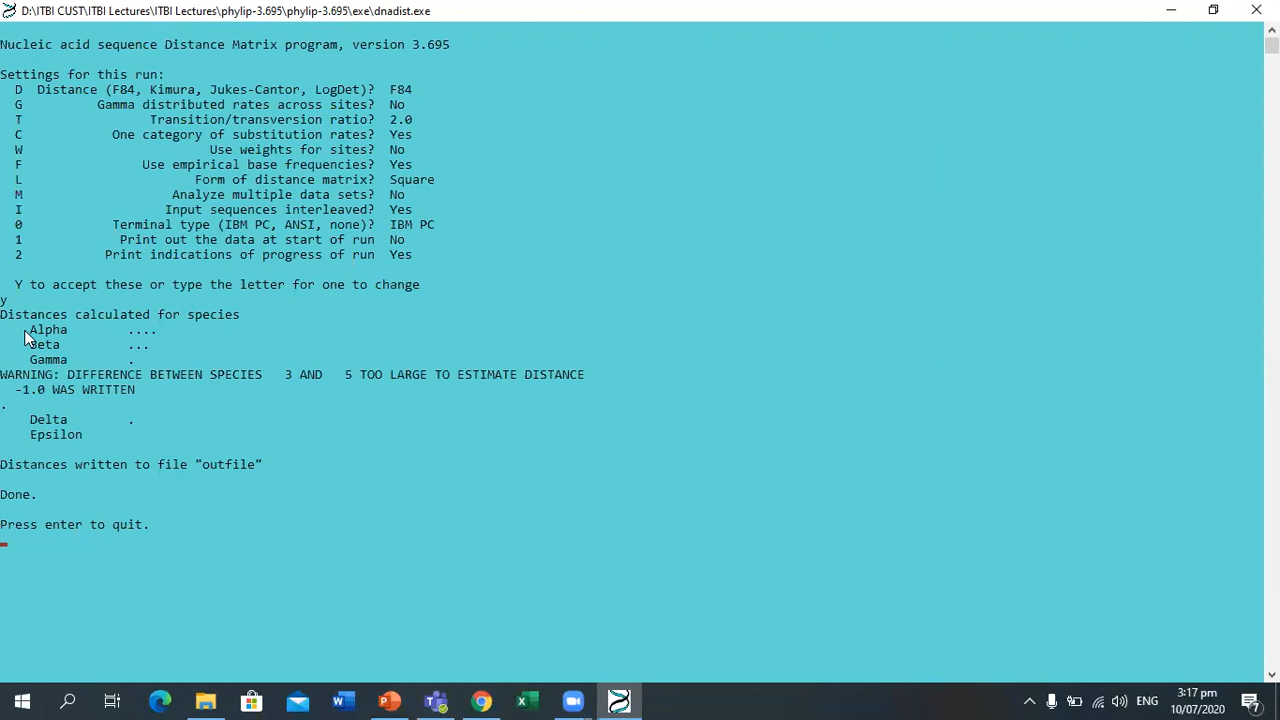 D:\ITBI CUST\ITBI Lectures\ITBI Lectures\phylip-3.695\phylip-3.695\exe\dnadist.exe
Nucleic acid sequence Distance Matrix program, version 3.695
Settings for this run:
D Distance (F84, Kimura, Jukes-Cantor, LogDet)? F84
G Gamma distributed rates across sites? No
T Transition/transversion ratio? 2.0
C One category of substitution rates? Yes
W Use weights for sites? No
F Use empirical base frequencies? Yes
L Form of distance matrix? Square
M Analyze multiple data sets? No
I Input sequences interleaved? Yes
0 Terminal type (IBM PC, ANSI, none)? IBM PC
1 Print out the data at start of run No
2 Print indications of progress of run Yes
Y to accept these or type the letter for one to change
y
Distances calculated for species
Alpha ....
Beta ...
Gamma .
WARNING: DIFFERENCE BETWEEN SPECIES 3 AND 5 TOO LARGE TO ESTIMATE DISTANCE
-1.0 WAS WRITTEN
.
Delta .
Epsilon
Distances written to file "outfile"
Done.
Press enter to quit.
ENG
3:17 pm
10/07/2020
7